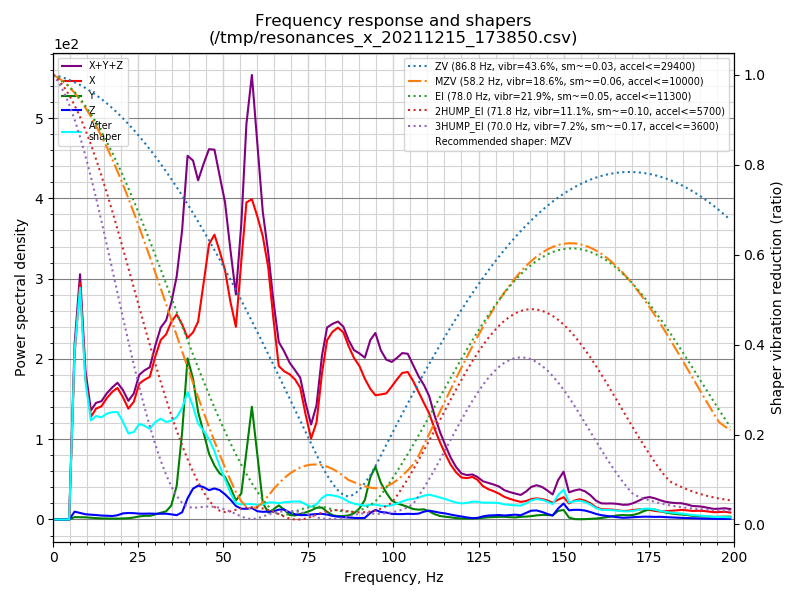 Frequency response and shapers
(/tmp/resonances_x_20211215_173850.csv)
1e2
X+Y+Z
X
Y
Z
After
shaper
ZV (86.8 Hz, vibr=43.6%, sm~=0.03, accel<=29400)
MZV (58.2 Hz, vibr=18.6%, sm~=0.06, accel<=10000)
EI (78.0 Hz, vibr=21.9%, sm~=0.05, accel<=11300)
2HUMP_EI (71.8 Hz, vibr=11.1%, sm~=0.10, accel<=5700)
3HUMP_EI (70.0 Hz, vibr=7.2%, sm~=0.17, accel<=3600)
Recommended shaper: MZV
Power spectral density
5
4
3
2
1
0
1.0
0.8
0.6
0.4
0.2
0.0
Shaper vibration reduction (ratio)
0 25 50 75 100 125 150 175 200
Frequency, Hz